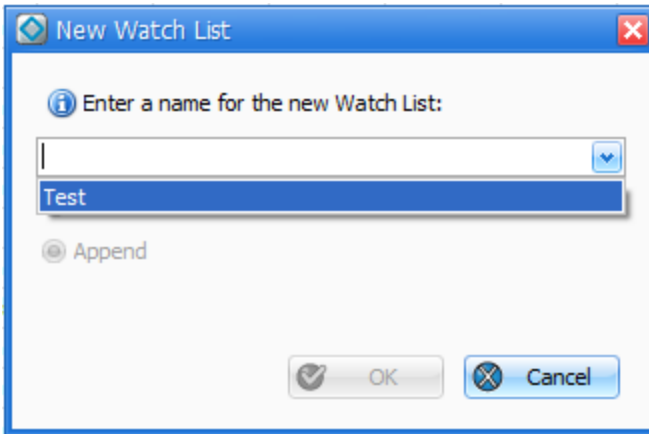 New Watch List
Enter a name for the new Watch List:
Test
Append
OK
Cancel